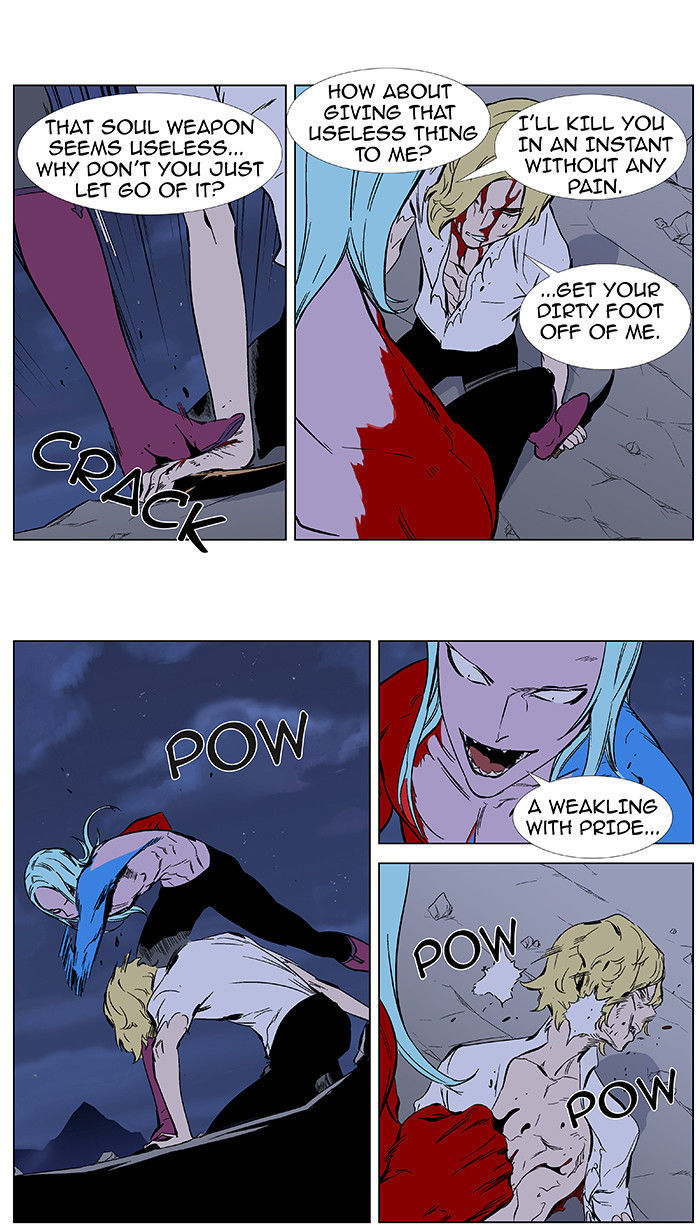 THAT SOUL WEAPON
SEEMS USELESS...
WHY DON'T YOU JUST
LET GO OF IT?
CRACK
HOW ABOUT
GIVING THAT
USELESS THING
TO ME?
I'LL KILL YOU
IN AN INSTANT
WITHOUT ANY
PAIN.
...GET YOUR
DIRTY FOOT
OFF OF ME.
POW
A WEAKLING
WITH PRIDE...
POW
POW